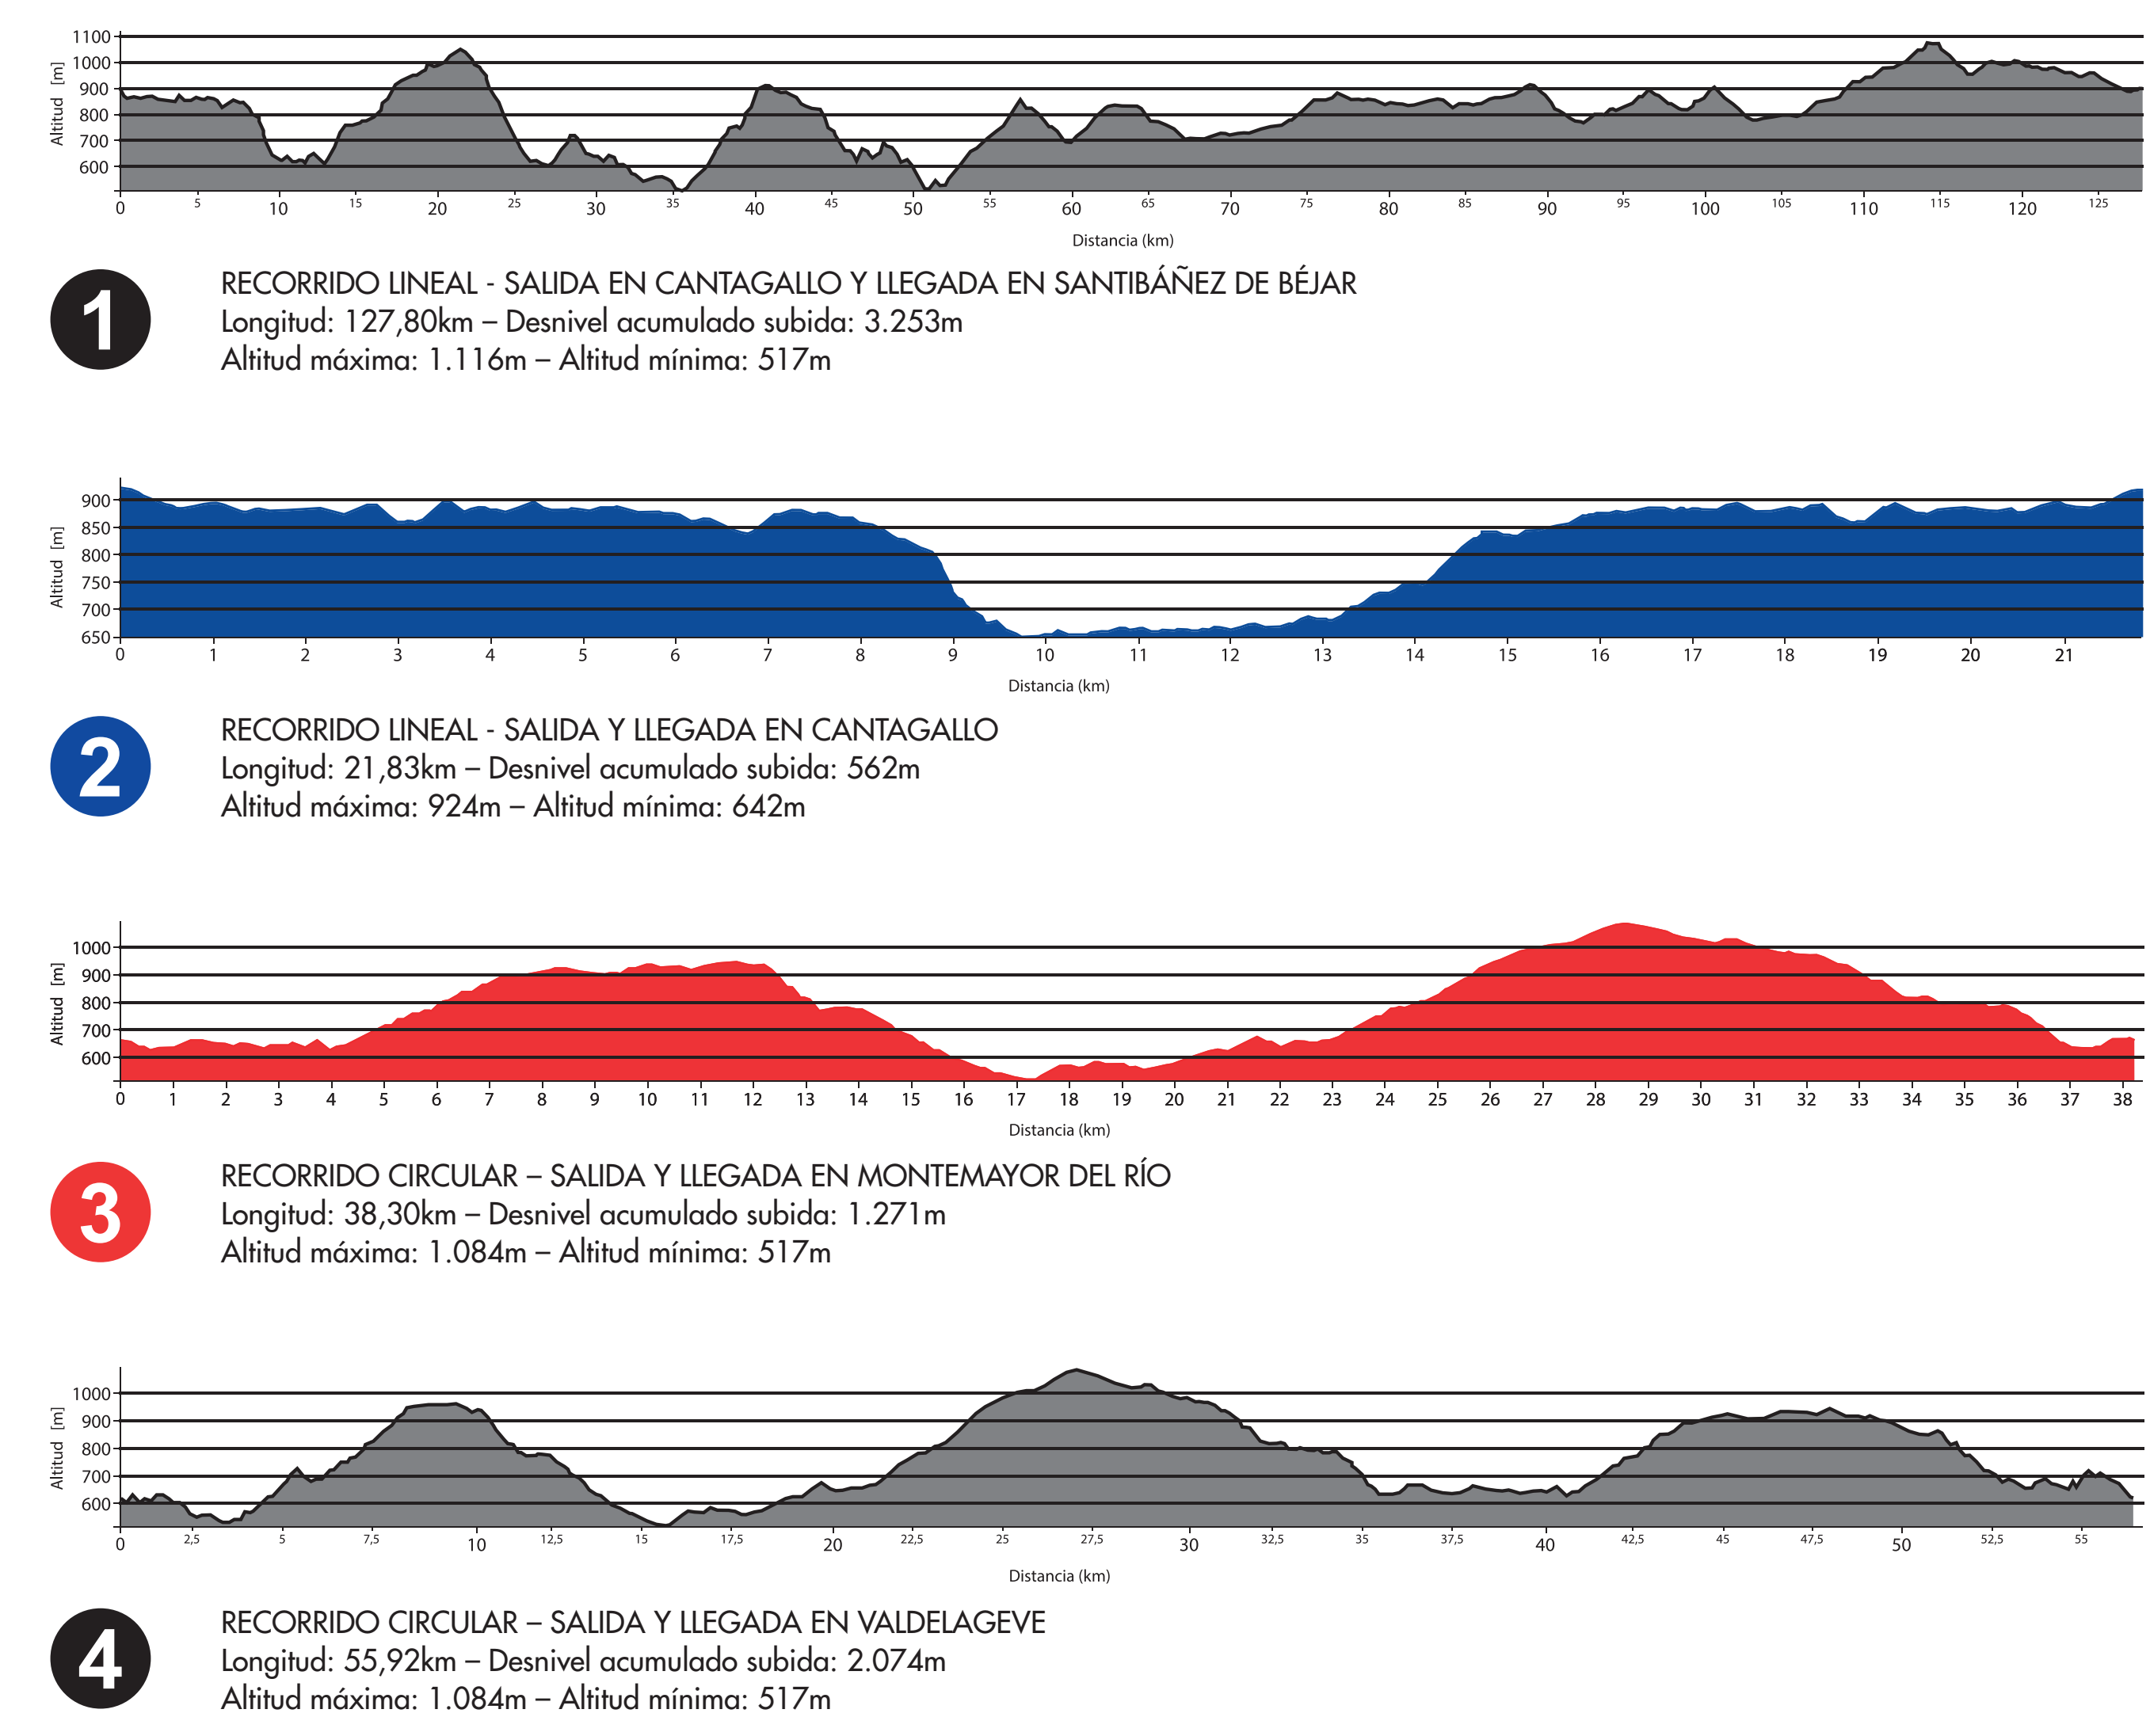 1100
1000
900
800
700
600
Altitud [m]
0 5 10 15 20 25 30 35 40 45 50 55 60 65 70 75 80 85 90 95 100 105 110 115 120 125
Distancia (km)
1
RECORRIDO LINEAL - SALIDA EN CANTAGALLO Y LLEGADA EN SANTIBÁÑEZ DE BÉJAR
Longitud: 127,80km – Desnivel acumulado subida: 3.253m
Altitud máxima: 1.116m – Altitud mínima: 517m
900
850
800
750
700
650
Altitud [m]
0 1 2 3 4 5 6 7 8 9 10 11 12 13 14 15 16 17 18 19 20 21
Distancia (km)
2
RECORRIDO LINEAL - SALIDA Y LLEGADA EN CANTAGALLO
Longitud: 21,83km – Desnivel acumulado subida: 562m
Altitud máxima: 924m – Altitud mínima: 642m
1000
900
800
700
600
Altitud [m]
0 1 2 3 4 5 6 7 8 9 10 11 12 13 14 15 16 17 18 19 20 21 22 23 24 25 26 27 28 29 30 31 32 33 34 35 36 37 38
Distancia (km)
3
RECORRIDO CIRCULAR – SALIDA Y LLEGADA EN MONTEMAYOR DEL RÍO
Longitud: 38,30km – Desnivel acumulado subida: 1.271m
Altitud máxima: 1.084m – Altitud mínima: 517m
1000
900
800
700
600
Altitud [m]
0 2,5 5 7,5 10 12,5 15 17,5 20 22,5 25 27,5 30 32,5 35 37,5 40 42,5 45 47,5 50 52,5 55
Distancia (km)
4
RECORRIDO CIRCULAR – SALIDA Y LLEGADA EN VALDELAGEVE
Longitud: 55,92km – Desnivel acumulado subida: 2.074m
Altitud máxima: 1.084m – Altitud mínima: 517m